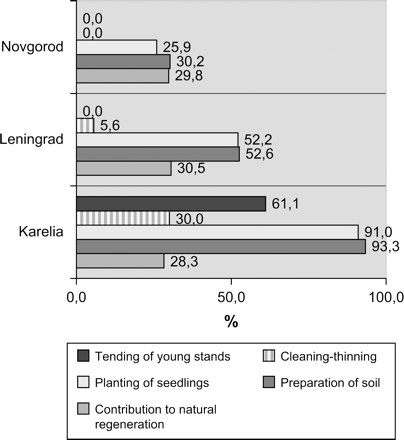 Novgorod
0,0
0,0
25,9
30,2
29,8
Leningrad
0,0
5,6
52,2
52,6
30,5
Karelia
61,1
30,0
91,0
93,3
28,3
0,0 50,0 100,0
%
Tending of young stands Cleaning-thinning
Planting of seedlings Preparation of soil
Contribution to natural
regeneration